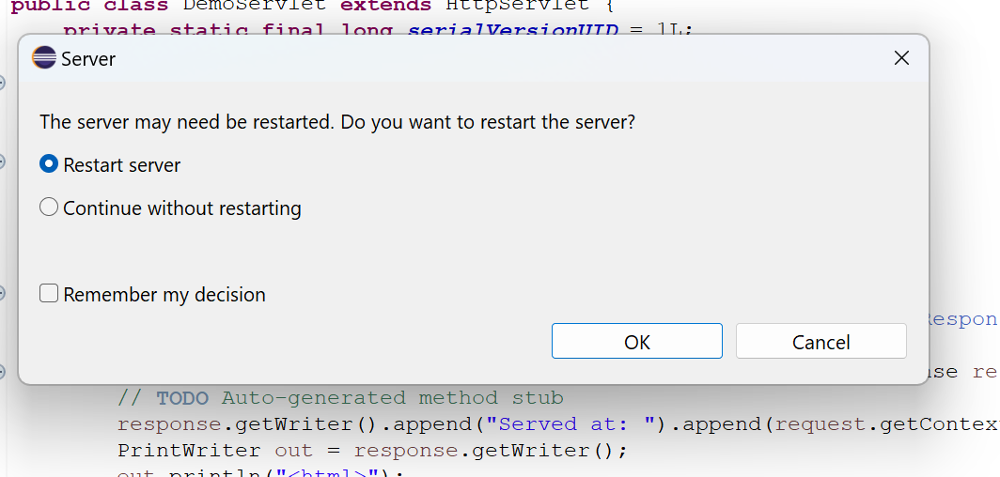 public class DemoServlet extends HttpServlet {
private static final long serialVersionUID = 1L;
Server
The server may need be restarted. Do you want to restart the server?
Restart server
Continue without restarting
Remember my decision
Respon
OK
Cancel
nse re
// TODO Auto-generated method stub
response.getWriter().append("Served at: ").append(request.getContex
PrintWriter out = response.getWriter();
out.println("<html>");